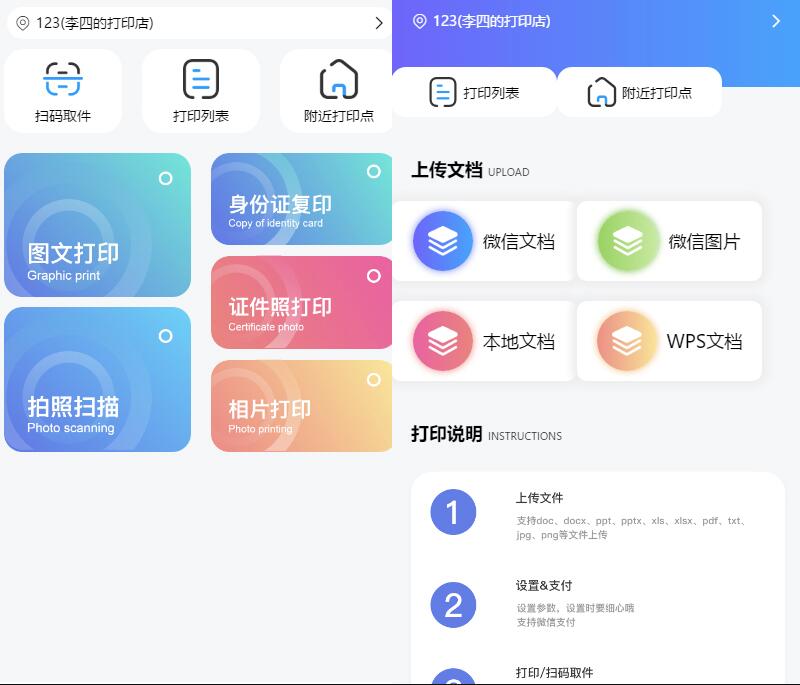 123(李四的打印店)
扫码取件
打印列表
附近打印点
图文打印
Graphic print
身份证复印
Copy of identity card
证件照打印
Certificate photo
拍照扫描
Photo scanning
相片打印
Photo printing
123(李四的打印店)
打印列表
附近打印点
上传文档 UPLOAD
微信文档
微信图片
本地文档
WPS文档
打印说明 INSTRUCTIONS
1
上传文件
支持doc、docx、ppt、pptx、xls、xlsx、pdf、txt、
jpg、png等文件上传
2
设置&支付
设置参数，设置时要细心哦
支持微信支付
打印/扫码取件